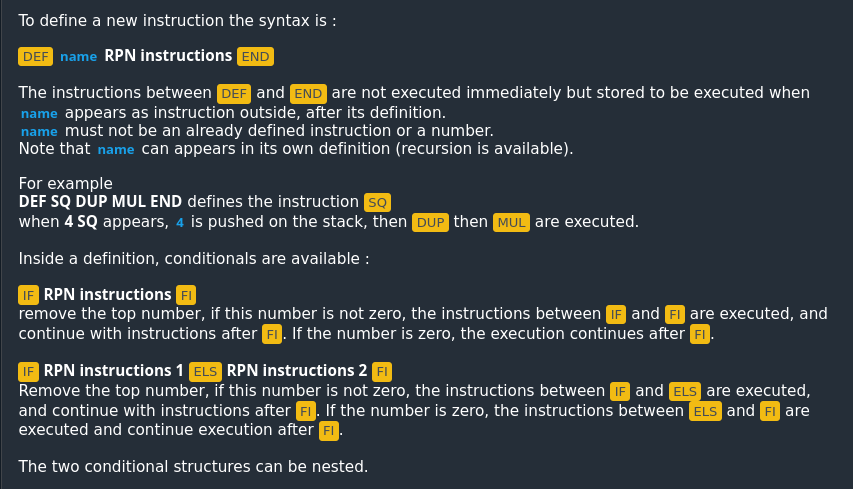 To define a new instruction the syntax is :
DEF name RPN instructions END
The instructions between DEF and END are not executed immediately but stored to be executed when
name appears as instruction outside, after its definition.
name must not be an already defined instruction or a number.
Note that name can appears in its own definition (recursion is available).
For example
DEF SQ DUP MUL END defines the instruction SQ
when 4 SQ appears, 4 is pushed on the stack, then DUP then MUL are executed.
Inside a definition, conditionals are available :
IF RPN instructions FI
remove the top number, if this number is not zero, the instructions between IF and FI are executed, and
continue with instructions after FI. If the number is zero, the execution continues after FI.
IF RPN instructions 1 ELS RPN instructions 2 FI
Remove the top number, if this number is not zero, the instructions between IF and ELS are executed,
and continue with instructions after FI. If the number is zero, the instructions between ELS and FI are
executed and continue execution after FI.
The two conditional structures can be nested.